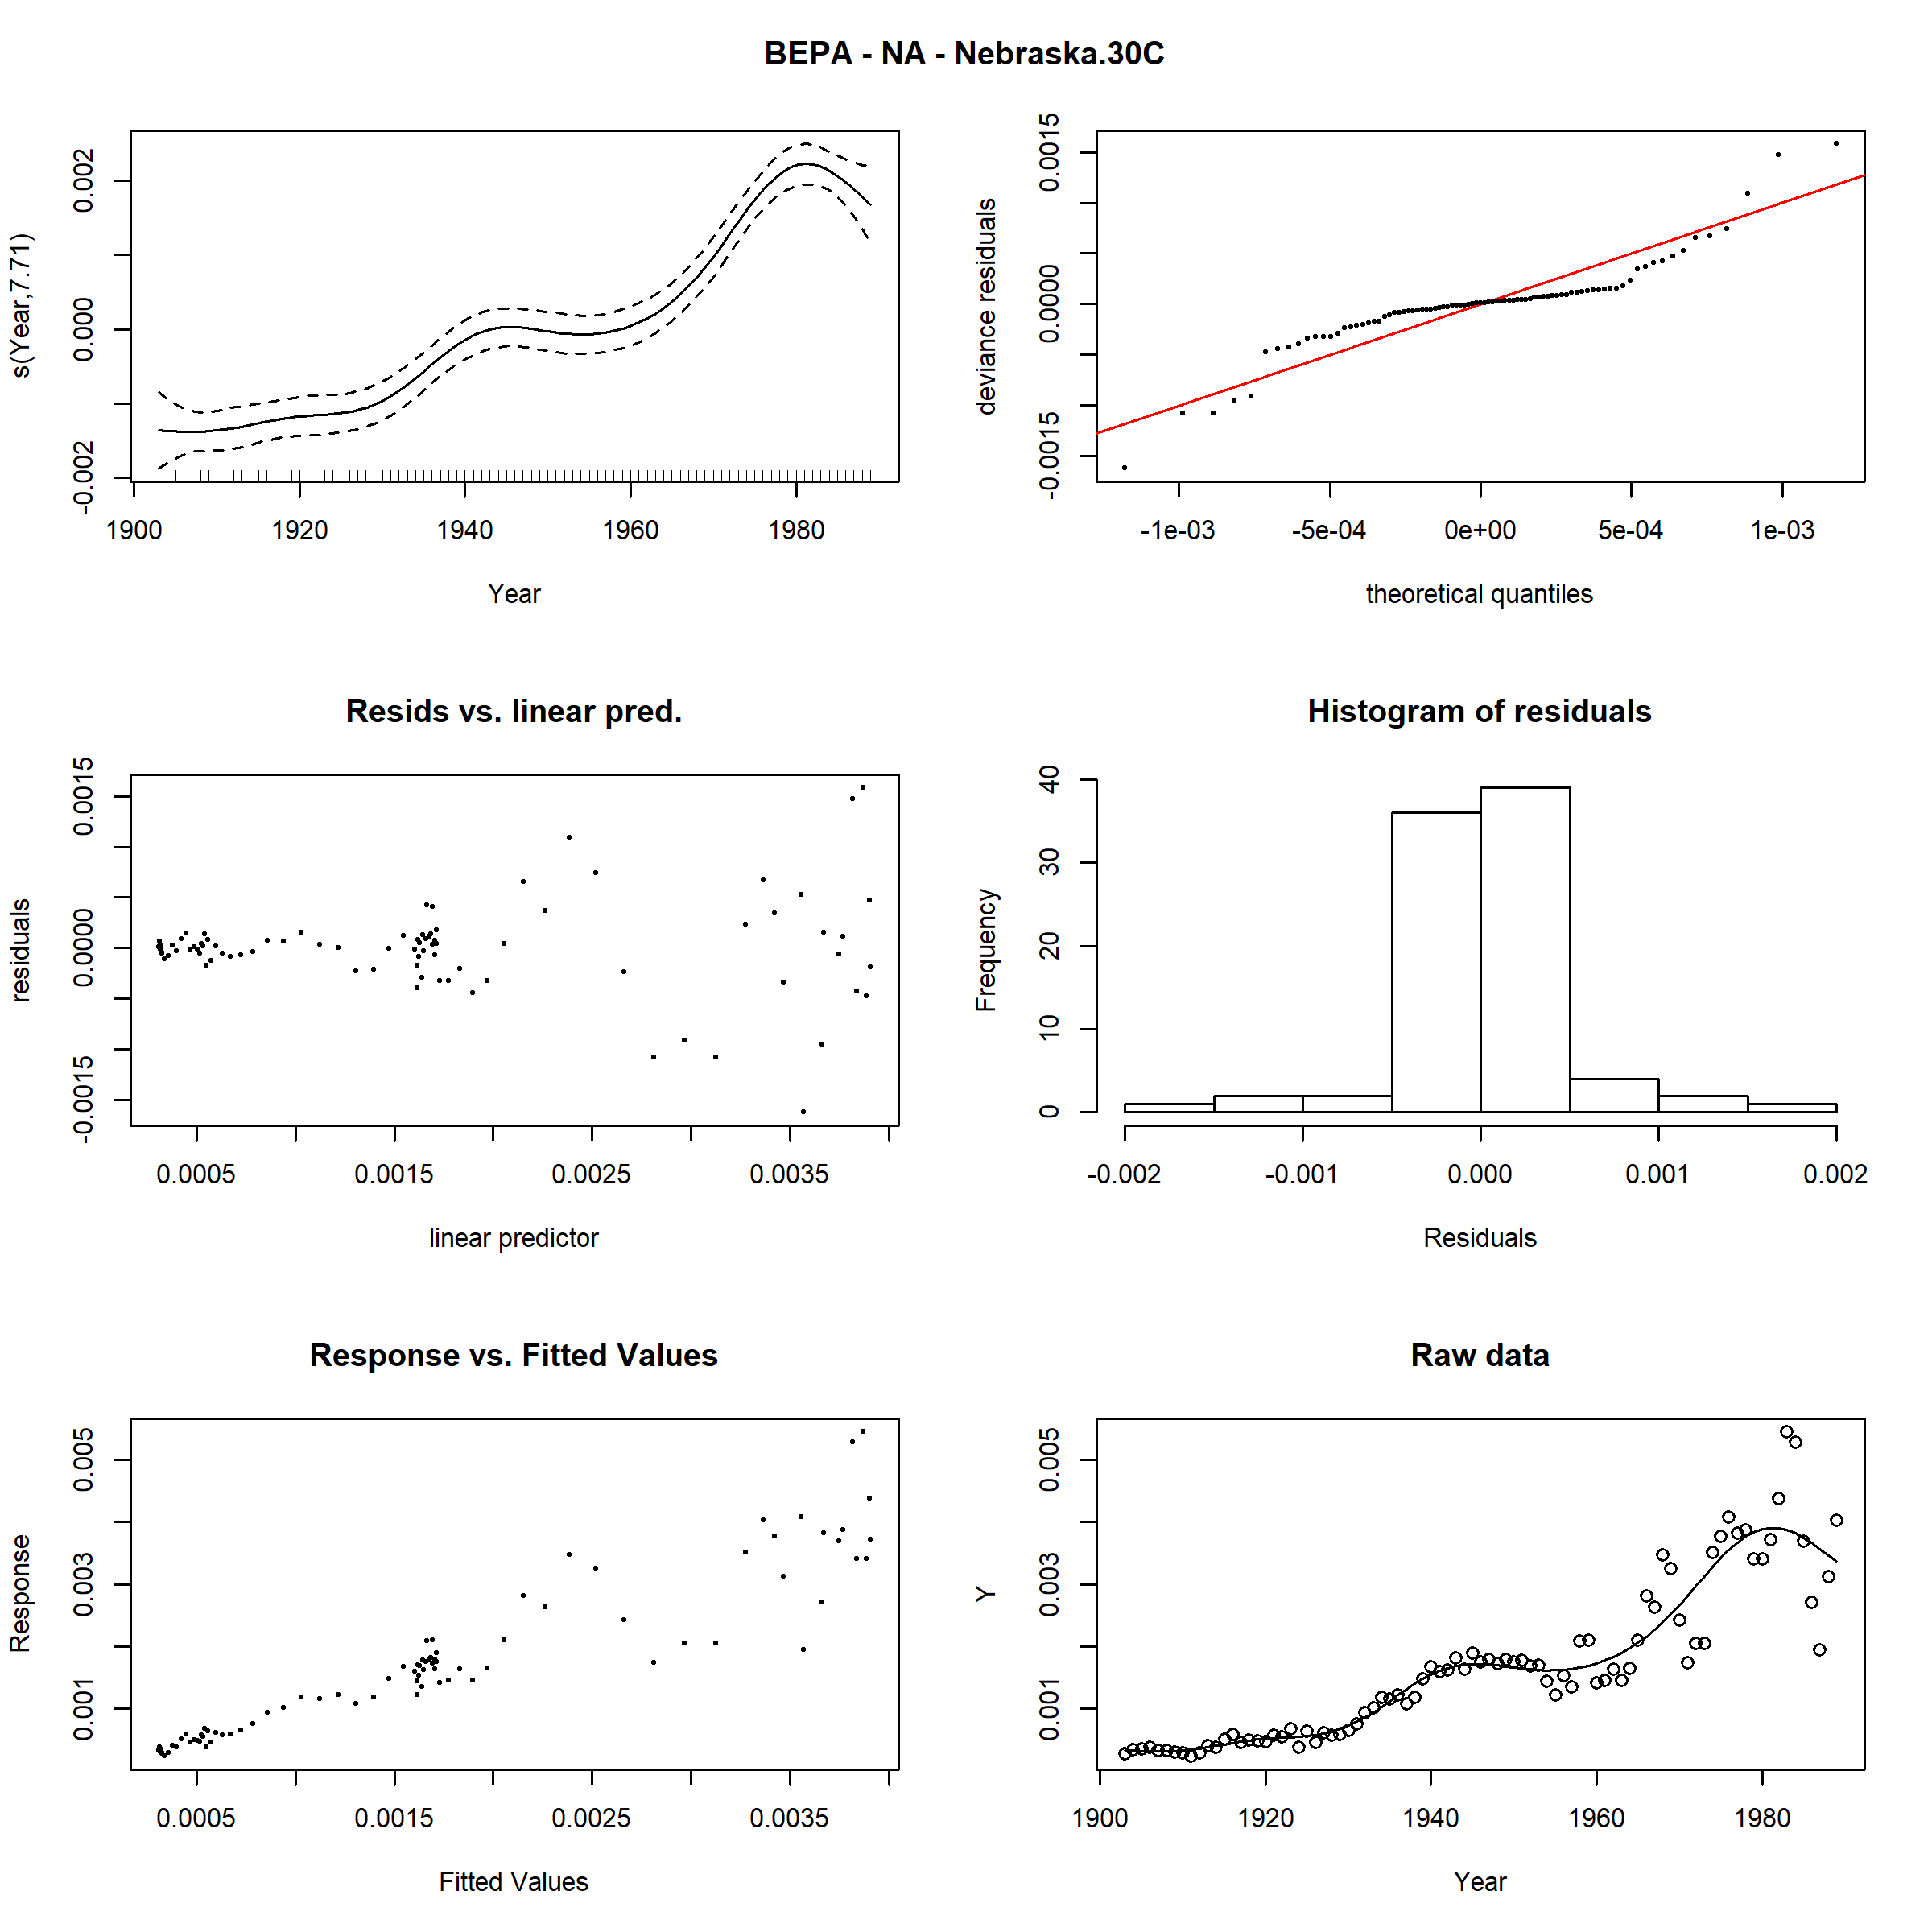 BEPA - NA - Nebraska.30C
s(Year,7.71)
-0.002 0.000 0.002
1900 1920 1940 1960 1980
Year
deviance residuals
-0.0015 0.0000 0.0015
-1e-03 -5e-04 0e+00 5e-04 1e-03
theoretical quantiles
Resids vs. linear pred.
residuals
-0.0015 0.0000 0.0015
0.0005 0.0015 0.0025 0.0035
linear predictor
Histogram of residuals
Frequency
0 10 20 30 40
-0.002 -0.001 0.000 0.001 0.002
Residuals
Response vs. Fitted Values
Response
0.001 0.003 0.005
0.0005 0.0015 0.0025 0.0035
Fitted Values
Raw data
Y
0.001 0.003 0.005
1900 1920 1940 1960 1980
Year